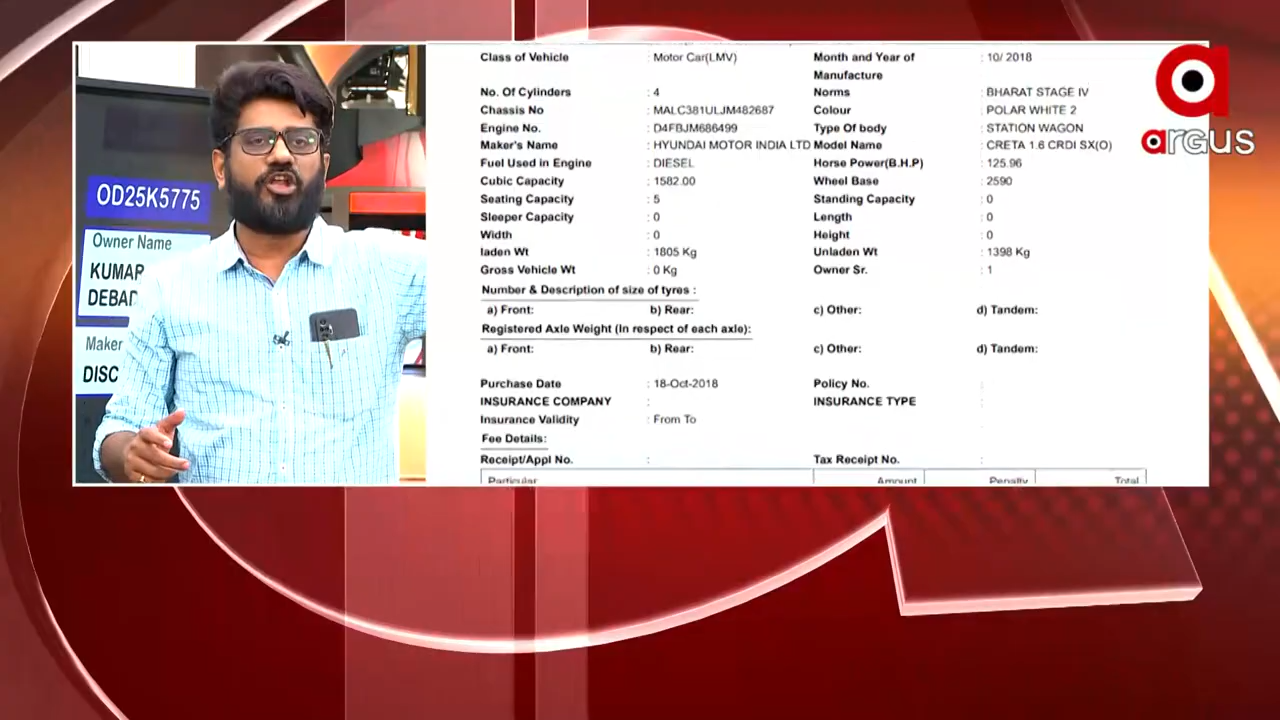 OD25K5775
Owner Name
KUMAR
DEBAD
Maker
DISC
Class of Vehicle : Motor Car(LMV) Month and Year of Manufacture : 10/ 2018
No. Of Cylinders : 4 Norms : BHARAT STAGE IV
Chassis No : MALC381ULJM482687 Colour : POLAR WHITE 2
Engine No. : D4FBJM686499 Type Of body : STATION WAGON
Maker's Name : HYUNDAI MOTOR INDIA LTD Model Name : CRETA 1.6 CRDI SX(O)
Fuel Used in Engine : DIESEL Horse Power(B.H.P) : 125.96
Cubic Capacity : 1582.00 Wheel Base : 2590
Seating Capacity : 5 Standing Capacity : 0
Sleeper Capacity : 0 Length : 0
Width : 0 Height : 0
laden Wt : 1805 Kg Unladen Wt : 1398 Kg
Gross Vehicle Wt : 0 Kg Owner Sr. : 1
Number & Description of size of tyres :
a) Front: b) Rear: c) Other: d) Tandem:
Registered Axle Weight (In respect of each axle):
a) Front: b) Rear: c) Other: d) Tandem:
Purchase Date : 18-Oct-2018 Policy No. :
INSURANCE COMPANY : INSURANCE TYPE :
Insurance Validity : From To
Fee Details:
Receipt/Appl No. : Tax Receipt No. :
Particular Amount Penalty Total
argus